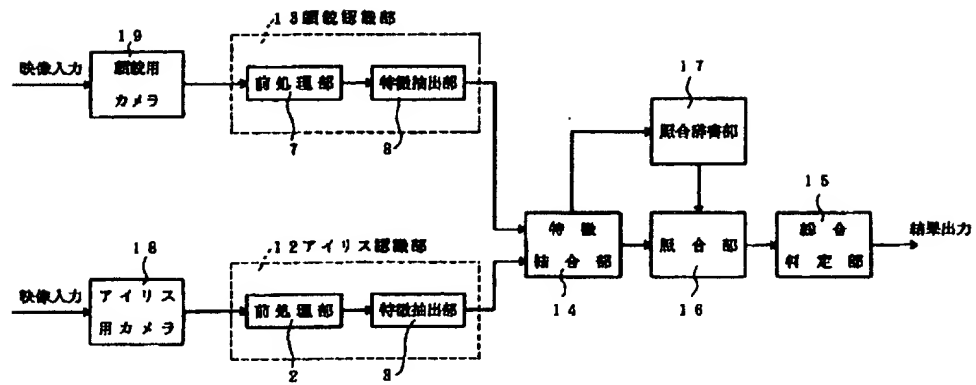 19
映像入力
顔貌用
カメラ
13顔貌認識部
前処理部
特徴抽出部
7
8
17
照合辞書部
18
映像入力
アイリス
用カメラ
12アイリス認識部
前処理部
特徴抽出部
2
3
特徴
結合部
14
照合部
16
15
総合
判定部
結果出力